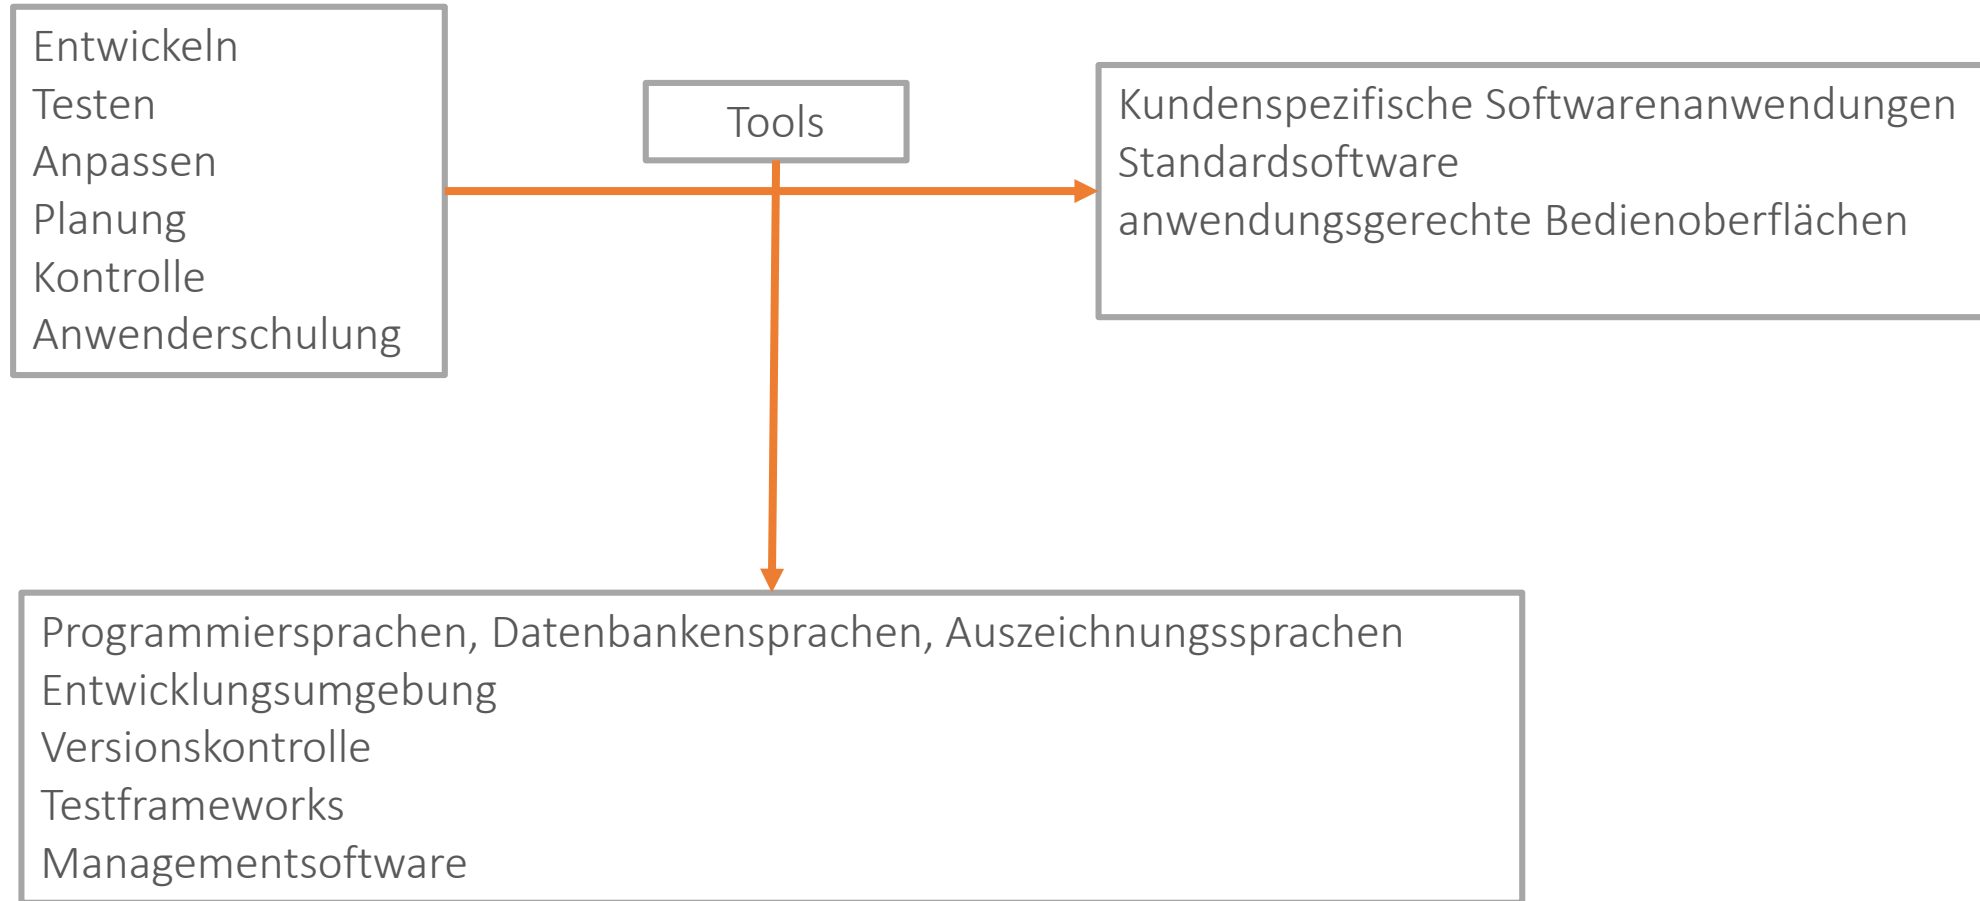 Entwickeln
Testen
Anpassen
Planung
Kontrolle
Anwenderschulung
Tools
Kundenspezifische Softwarenanwendungen
Standardsoftware
anwendungsgerechte Bedienoberflächen
Programmiersprachen, Datenbankensprachen, Auszeichnungssprachen
Entwicklungsumgebung
Versionskontrolle
Testframeworks
Managementsoftware